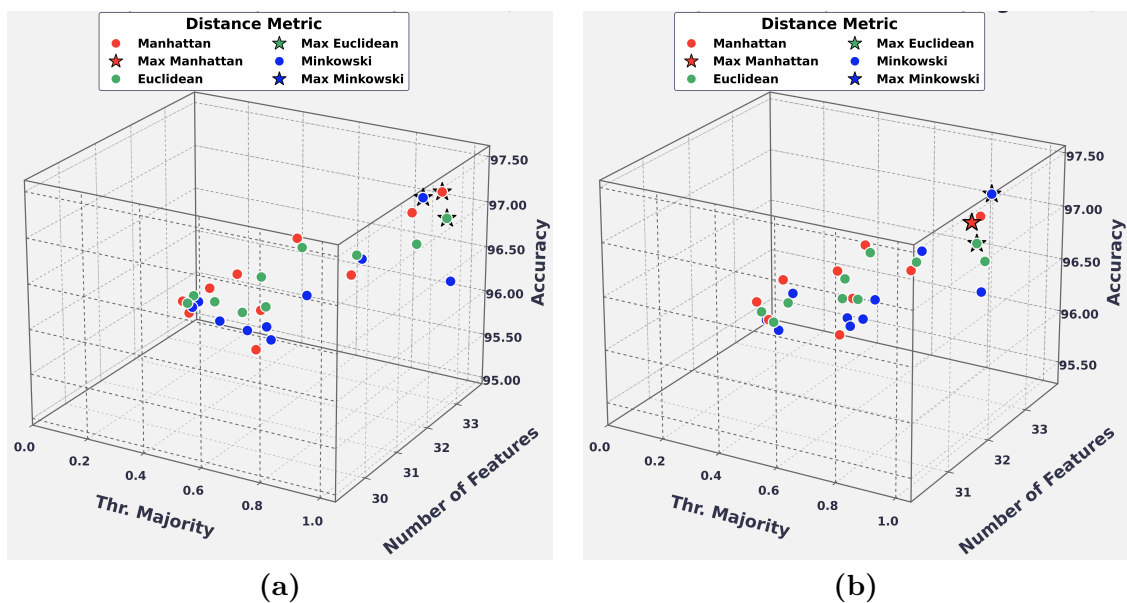 Distance Metric
Manhattan
Max Manhattan
Euclidean
Max Euclidean
Minkowski
Max Minkowski
97.50
97.00
96.50
96.00
95.50
95.00
Accuracy
0.0
0.2
0.4
0.6
0.8
1.0
Thr. Majority
30
31
32
33
Number of Features
(a)
Distance Metric
Manhattan
Max Manhattan
Euclidean
Max Euclidean
Minkowski
Max Minkowski
97.50
97.00
96.50
96.00
95.50
Accuracy
0.0
0.2
0.4
0.6
0.8
1.0
Thr. Majority
31
32
33
Number of Features
(b)